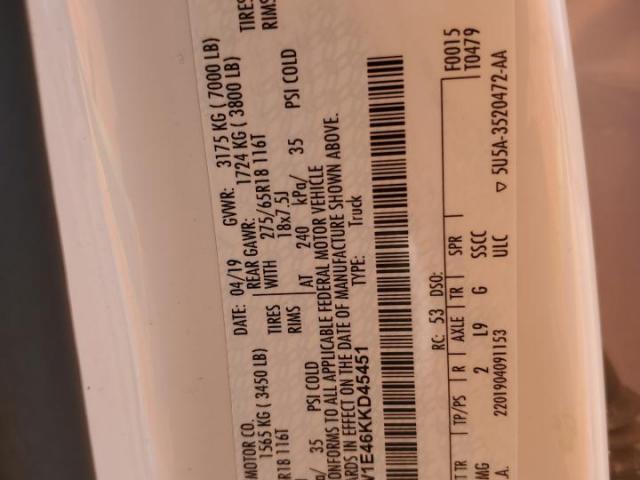 MOTOR CO. DATE: 04/19 GVWR: 3175 KG ( 7000 LB)
1565 KG ( 3450 LB) REAR GAWR: 1724 KG ( 3800 LB)
R18 116T TIRES WITH 275/65R18 116T TIRES
RIMS 18x7.5J RIMS
35 PSI COLD AT 240 kPa/ 35 PSI COLD
ONFORMS TO ALL APPLICABLE FEDERAL MOTOR VEHICLE
ARDS IN EFFECT ON THE DATE OF MANUFACTURE SHOWN ABOVE.
1E46KKD45451 TYPE: Truck
F0015
RC: 53 DSO: T0479
T TR TP/PS R AXLE TR SPR
MG 2 L9 G SSCC
A. 2201904091153 ULC ▽ 5U5A-3520472-AA